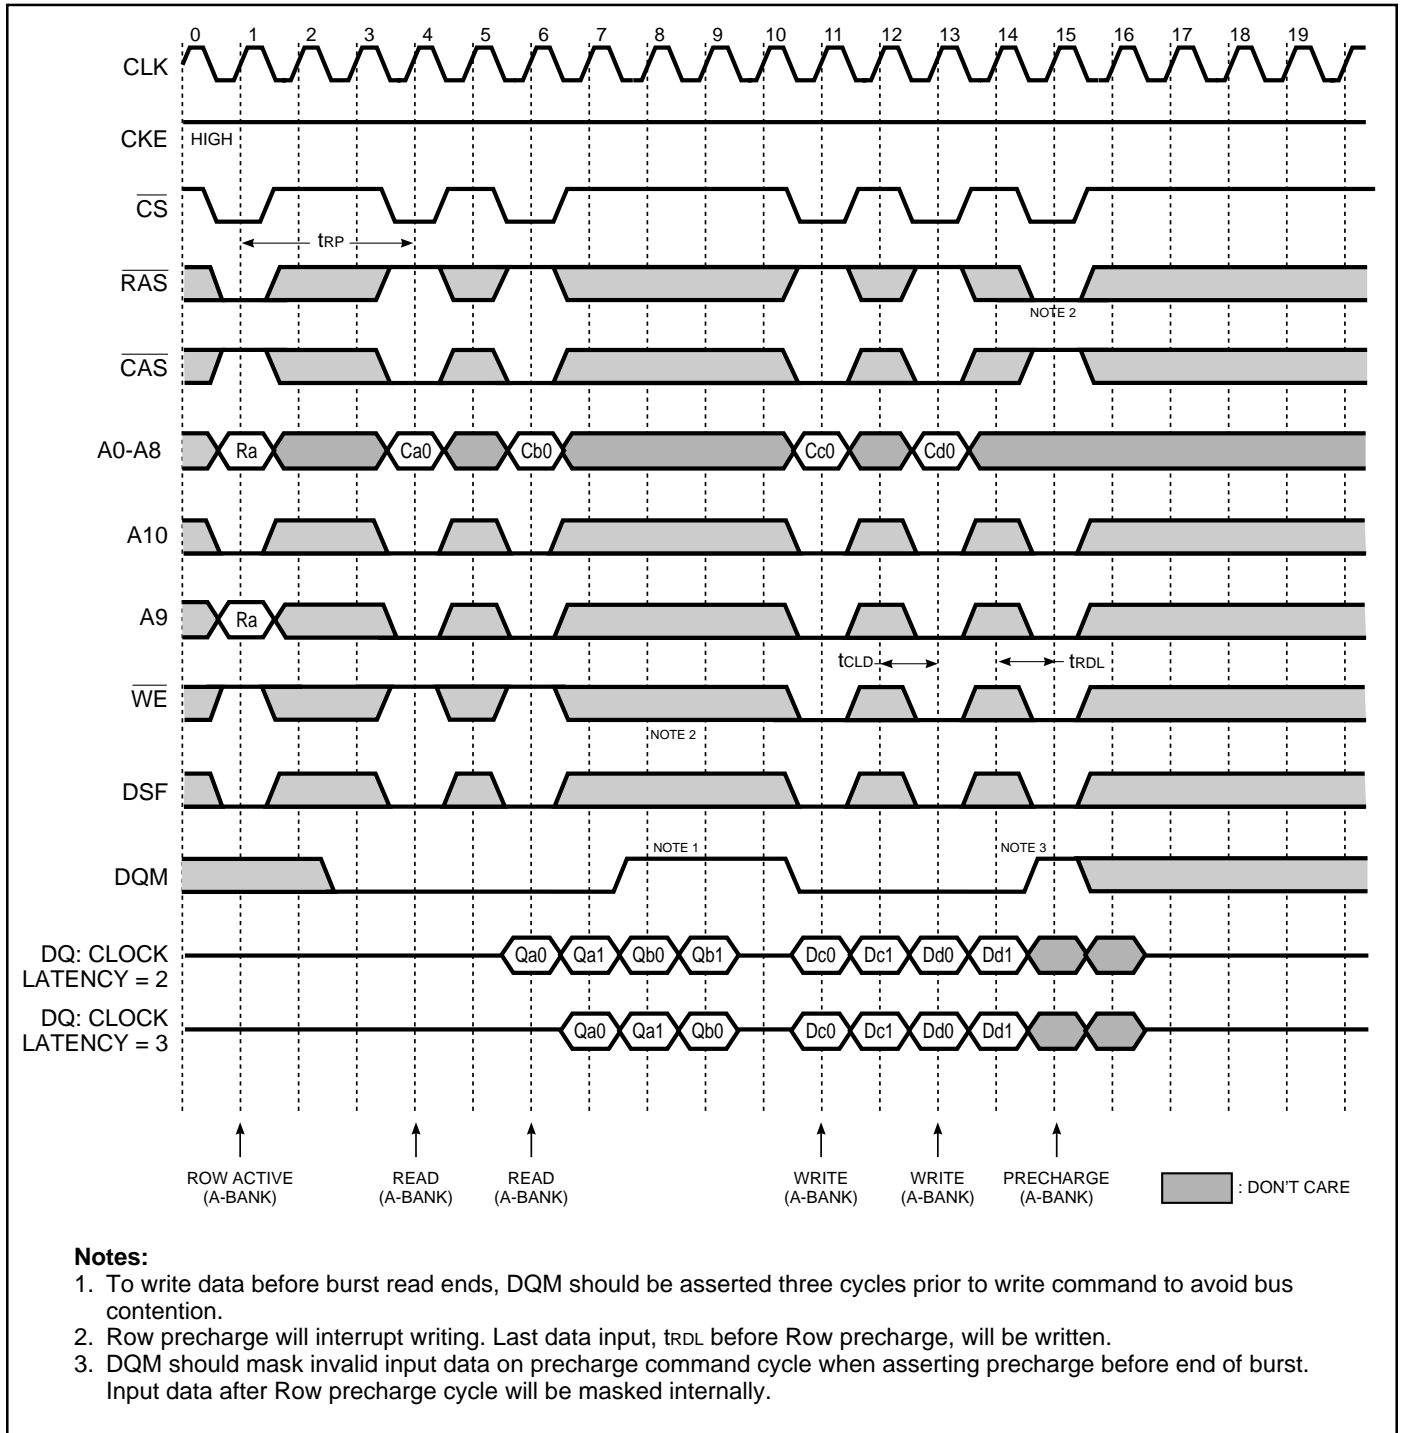 0 1 2 3 4 5 6 7 8 9 10 11 12 13 14 15 16 17 18 19
CLK
CKE HIGH
CS
tRP
RAS
NOTE 2
CAS
A0-A8 Ra Ca0 Cb0 Cc0 Cd0
A10
A9 Ra
tCLD tRDL
WE
NOTE 2
DSF
DQM NOTE 1 NOTE 3
DQ: CLOCK
LATENCY = 2
Qa0 Qa1 Qb0 Qb1 Dc0 Dc1 Dd0 Dd1
DQ: CLOCK
LATENCY = 3
Qa0 Qa1 Qb0 Dc0 Dc1 Dd0 Dd1
ROW ACTIVE
(A-BANK)
READ
(A-BANK)
READ
(A-BANK)
WRITE
(A-BANK)
WRITE
(A-BANK)
PRECHARGE
(A-BANK)
: DON'T CARE
Notes:
1. To write data before burst read ends, DQM should be asserted three cycles prior to write command to avoid bus
contention.
2. Row precharge will interrupt writing. Last data input, tRDL before Row precharge, will be written.
3. DQM should mask invalid input data on precharge command cycle when asserting precharge before end of burst.
Input data after Row precharge cycle will be masked internally.